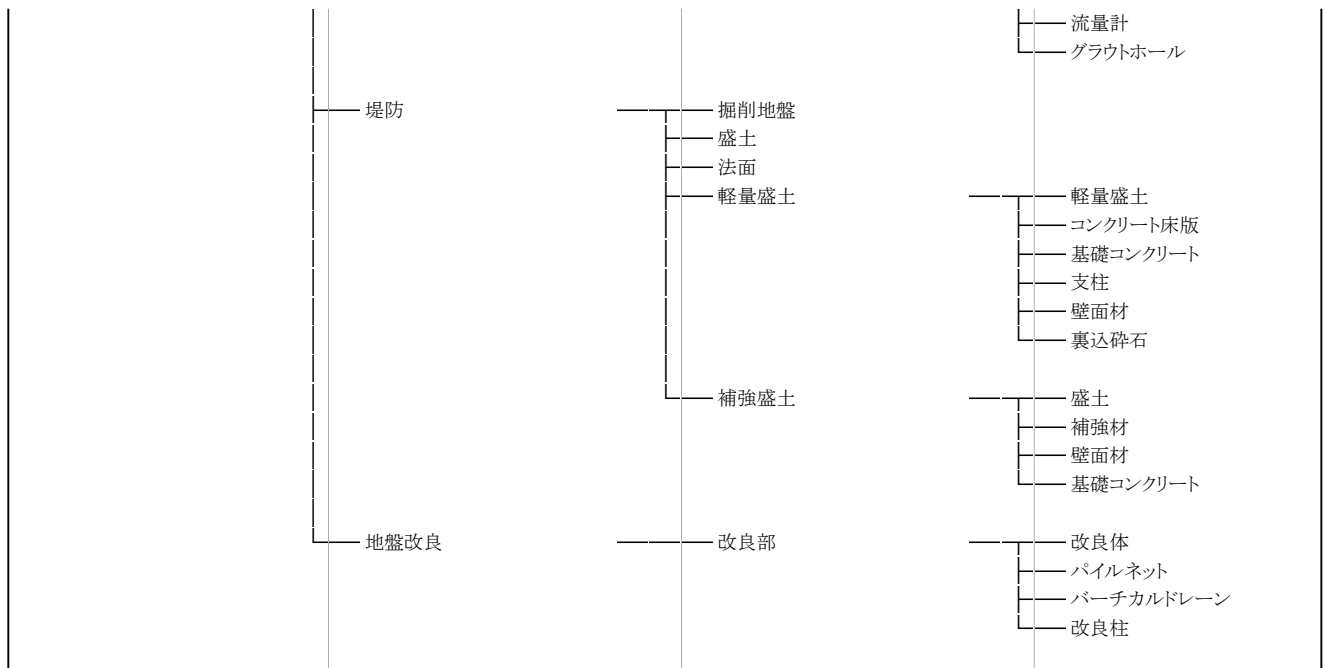 流量計
グラウトホール
堤防
掘削地盤
盛土
法面
軽量盛土
軽量盛土
コンクリート床版
基礎コンクリート
支柱
壁面材
裏込砕石
補強盛土
盛土
補強材
壁面材
基礎コンクリート
地盤改良
改良部
改良体
パイルネット
バーチカルドレーン
改良柱